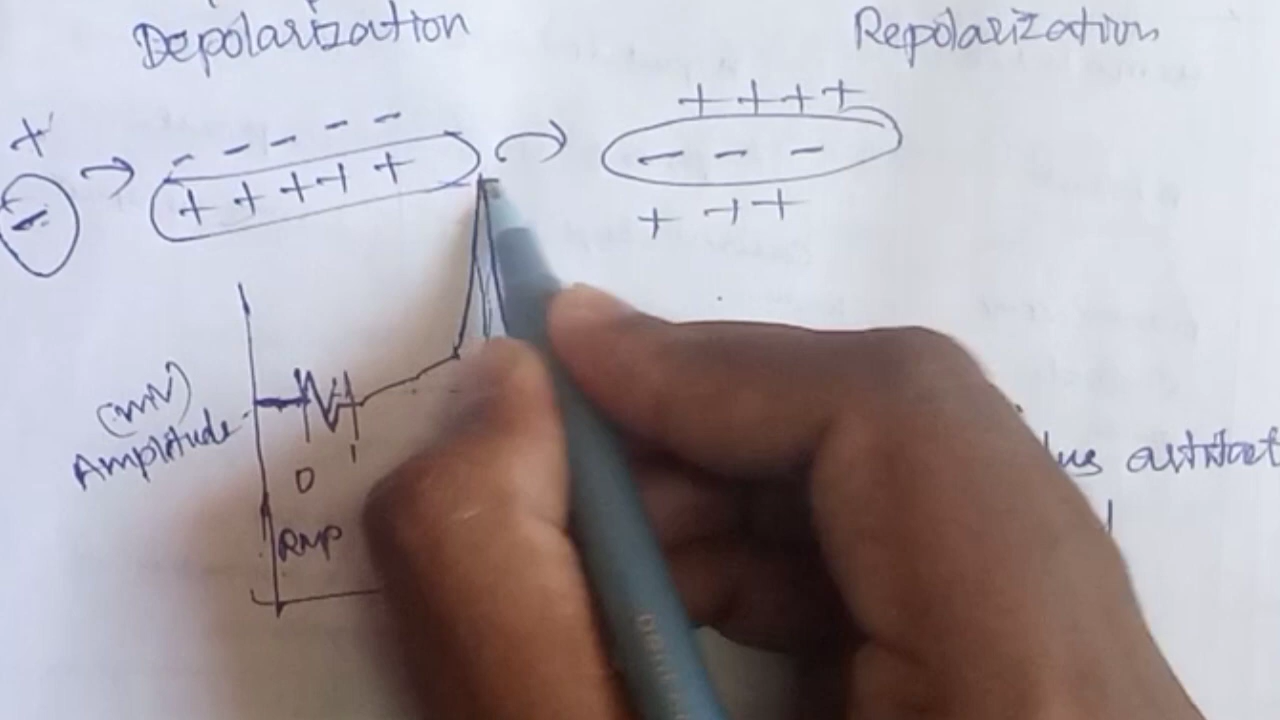 Depolarization
Repolarization
+ + + +
+
- - - - -
- - -
+ + + + +
-
+ + +
(mV)
Amplitude
0
1
RMP